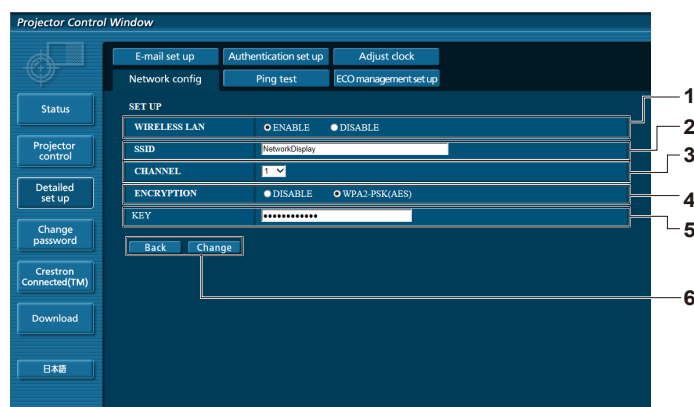 Projector Control Window
E-mail set up
Authentication set up
Adjust clock
Network config
Ping test
ECO management set up
Status
Projector
control
Detailed
set up
Change
password
Crestron
Connected(TM)
Download
日本語
SET UP
WIRELESS LAN ENABLE DISABLE
SSID NetworkDisplay
CHANNEL 1
ENCRYPTION DISABLE WPA2-PSK(AES)
KEY ••••••••••••
Back Change
1
2
3
4
5
6